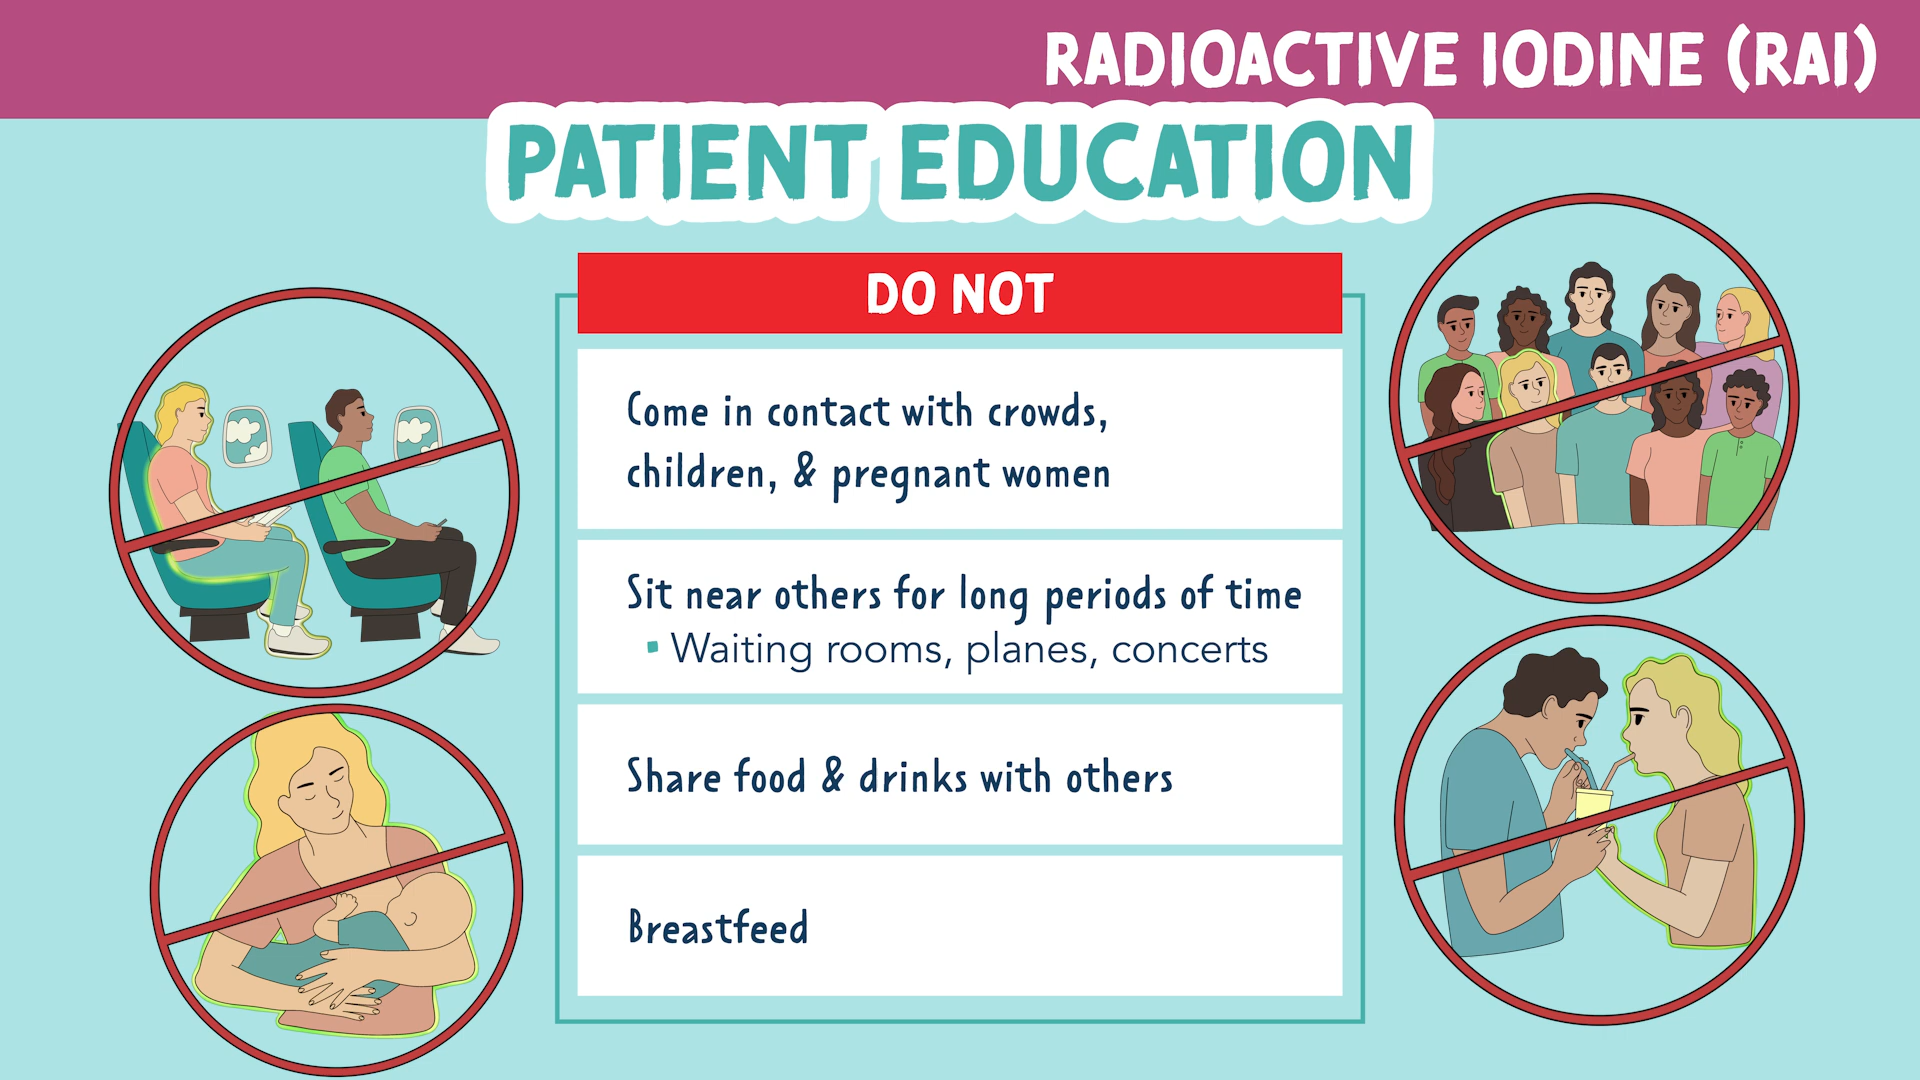 RADIOACTIVE IODINE (RAI)
PATIENT EDUCATION
DO NOT
Come in contact with crowds,
children, & pregnant women
Sit near others for long periods of time
▪ Waiting rooms, planes, concerts
Share food & drinks with others
Breastfeed